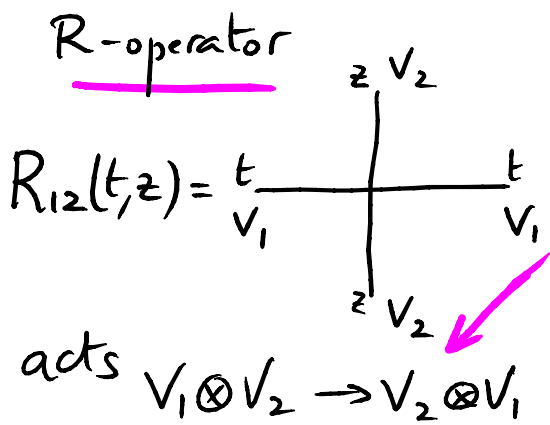 R-operator
z V₂
R₁₂(t,z) = t t
V₁ V₁
z V₂
acts V₁ ⊗ V₂ → V₂ ⊗ V₁